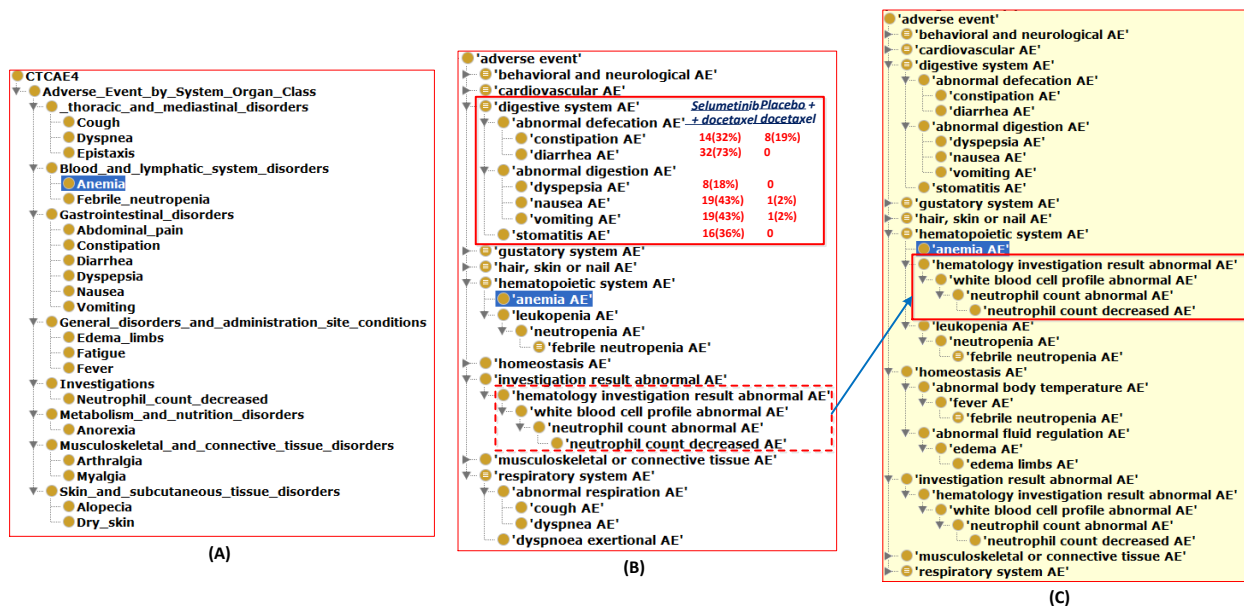 CTCAE4
Adverse_Event_by_System_Organ_Class
_thoracic_and_mediastinal_disorders
Cough
Dyspnea
Epistaxis
Blood_and_lymphatic_system_disorders
Anemia
Febrile_neutropenia
Gastrointestinal_disorders
Abdominal_pain
Constipation
Diarrhea
Dyspepsia
Nausea
Vomiting
General_disorders_and_administration_site_conditions
Edema_limbs
Fatigue
Fever
Investigations
Neutrophil_count_decreased
Metabolism_and_nutrition_disorders
Anorexia
Musculoskeletal_and_connective_tissue_disorders
Arthralgia
Myalgia
Skin_and_subcutaneous_tissue_disorders
Alopecia
Dry_skin
(A)
'adverse event'
'behavioral and neurological AE'
'cardiovascular AE'
'digestive system AE' Selumetinib Placebo +
'abnormal defecation AE' + docetaxel docetaxel
'constipation AE' 14(32%) 8(19%)
'diarrhea AE' 32(73%) 0
'abnormal digestion AE'
'dyspepsia AE' 8(18%) 0
'nausea AE' 19(43%) 1(2%)
'vomiting AE' 19(43%) 1(2%)
'stomatitis AE' 16(36%) 0
'gustatory system AE'
'hair, skin or nail AE'
'hematopoietic system AE'
'anemia AE'
'leukopenia AE'
'neutropenia AE'
'febrile neutropenia AE'
'homeostasis AE'
'investigation result abnormal AE'
'hematology investigation result abnormal AE'
'white blood cell profile abnormal AE'
'neutrophil count abnormal AE'
'neutrophil count decreased AE'
'musculoskeletal or connective tissue AE'
'respiratory system AE'
'abnormal respiration AE'
'cough AE'
'dyspnea AE'
'dyspnoea exertional AE'
(B)
'adverse event'
'behavioral and neurological AE'
'cardiovascular AE'
'digestive system AE'
'abnormal defecation AE'
'constipation AE'
'diarrhea AE'
'abnormal digestion AE'
'dyspepsia AE'
'nausea AE'
'vomiting AE'
'stomatitis AE'
'gustatory system AE'
'hair, skin or nail AE'
'hematopoietic system AE'
'anemia AE'
'hematology investigation result abnormal AE'
'white blood cell profile abnormal AE'
'neutrophil count abnormal AE'
'neutrophil count decreased AE'
'leukopenia AE'
'neutropenia AE'
'febrile neutropenia AE'
'homeostasis AE'
'abnormal body temperature AE'
'fever AE'
'febrile neutropenia AE'
'abnormal fluid regulation AE'
'edema AE'
'edema limbs AE'
'investigation result abnormal AE'
'hematology investigation result abnormal AE'
'white blood cell profile abnormal AE'
'neutrophil count abnormal AE'
'neutrophil count decreased AE'
'musculoskeletal or connective tissue AE'
'respiratory system AE'
(C)